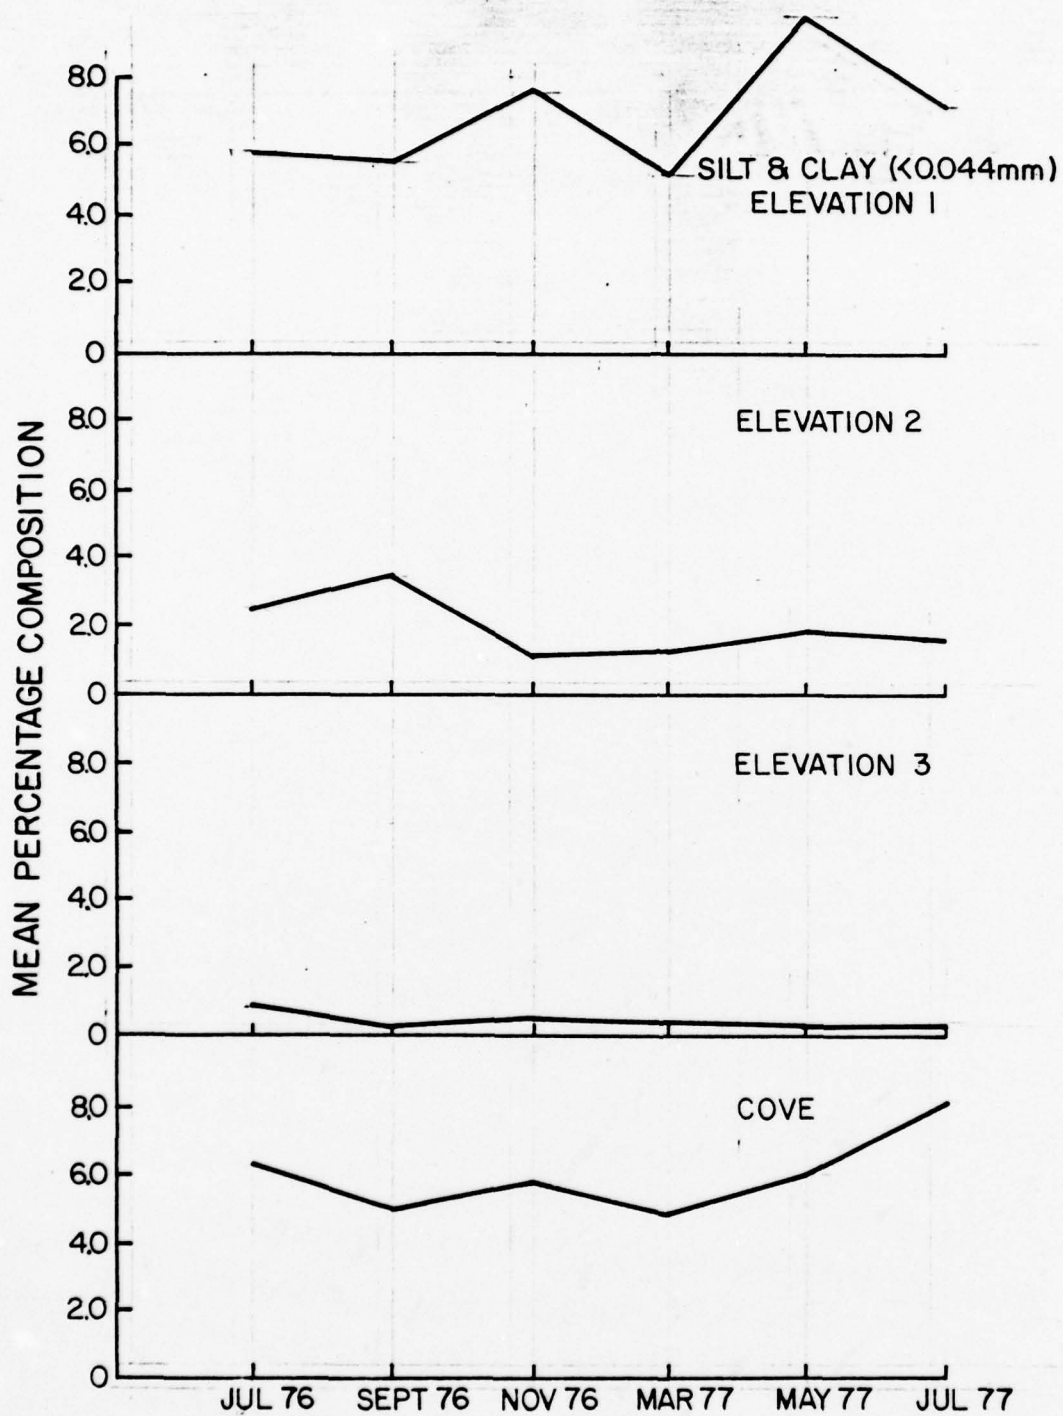 MEAN PERCENTAGE COMPOSITION
8.0
6.0
SILT & CLAY (<0.044mm)
4.0
ELEVATION 1
2.0
0
8.0
ELEVATION 2
6.0
4.0
2.0
0
8.0
ELEVATION 3
6.0
4.0
2.0
0
8.0
COVE
6.0
4.0
2.0
0
JUL 76 SEPT 76 NOV 76 MAR 77 MAY 77 JUL 77